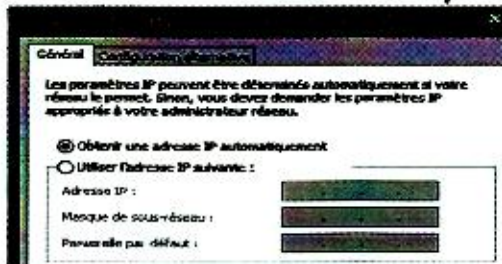 Général Configuration alternative
Les paramètres IP peuvent être déterminés automatiquement si votre
réseau le permet. Sinon, vous devez demander les paramètres IP
appropriés à votre administrateur réseau.
Obtenir une adresse IP automatiquement
Utiliser l'adresse IP suivante :
Adresse IP :
Masque de sous-réseau :
Passerelle par défaut :